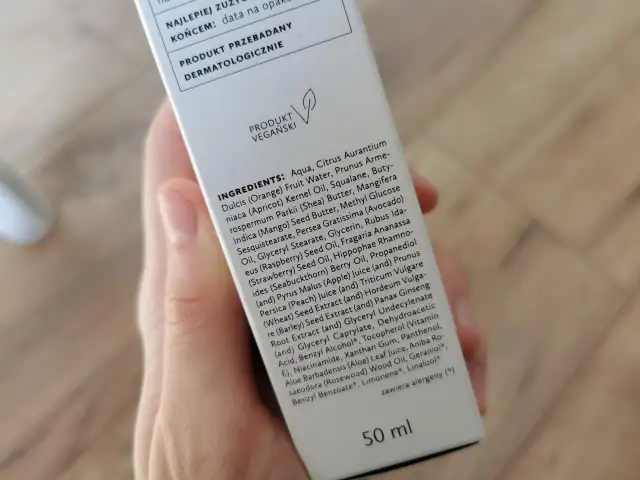 NAJLEPIEJ ZUŻYĆ
KOŃCEM: data na opako
PRODUKT PRZEBADANY
DERMATOLOGICZNIE
PRODUKT
VEGAŃSKI
INGREDIENTS: Aqua, Citrus Aurantium
Dulcis (Orange) Fruit Water, Prunus Arme-
niaca (Apricot) Kernel Oil, Squalane, Buty-
rospermum Parkii (Shea) Butter, Mangifera
Indica (Mango) Seed Butter, Methyl Glucose
Sesquistearate, Persea Gratissima (Avocado)
Oil, Glyceryl Stearate, Glycerin, Rubus Ida-
eus (Raspberry) Seed Oil, Fragaria Ananassa
(Strawberry) Seed Oil, Hippophae Rhamno-
ides (Seabuckthorn) Berry Oil, Propanediol
(and) Pyrus Malus (Apple) Juice (and) Prunus
Persica (Peach) Juice (and) Triticum Vulgare
(Wheat) Seed Extract (and) Hordeum Vulga-
re (Barley) Seed Extract (and) Panax Ginseng
Root Extract (and) Glyceryl Undecylenate
(and) Glyceryl Caprylate, Dehydroacetic
Acid, Benzyl Alcohol*, Tocopherol (Vitamin
E), Niacinamide, Xanthan Gum, Panthenol,
Aloe Barbadensis (Aloe) Leaf Juice, Aniba Ro-
saeodora (Rosewood) Wood Oil, Geraniol*,
Benzyl Benzoate*, Limonene*, Linalool*
zawiera alergeny (*)
50 ml